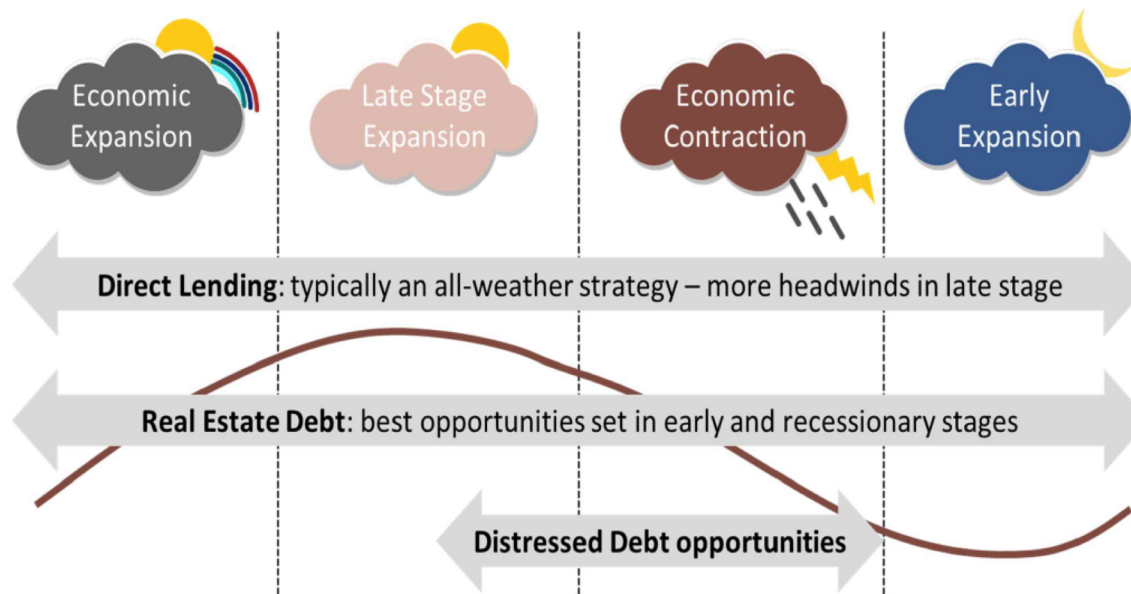 Economic
Expansion
Late Stage
Expansion
Economic
Contraction
Early
Expansion
Direct Lending: typically an all-weather strategy – more headwinds in late stage
Real Estate Debt: best opportunities set in early and recessionary stages
Distressed Debt opportunities